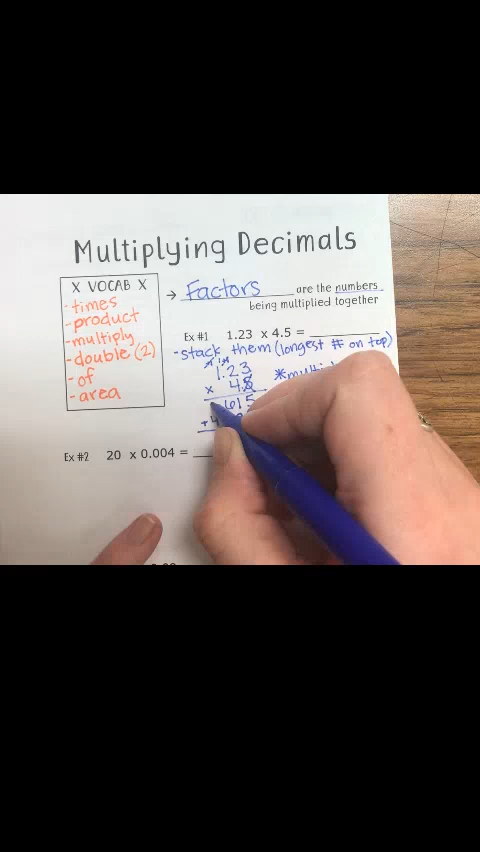 Multiplying Decimals
X VOCAB X
-times
-product
-multiply
-double (2)
-of
-area
→ Factors are the numbers being multiplied together
Ex #1 1.23 x 4.5 =
-stack them (longest # on top)
1.23
x 4.5
615
+4
Ex #2 20 x 0.004 =